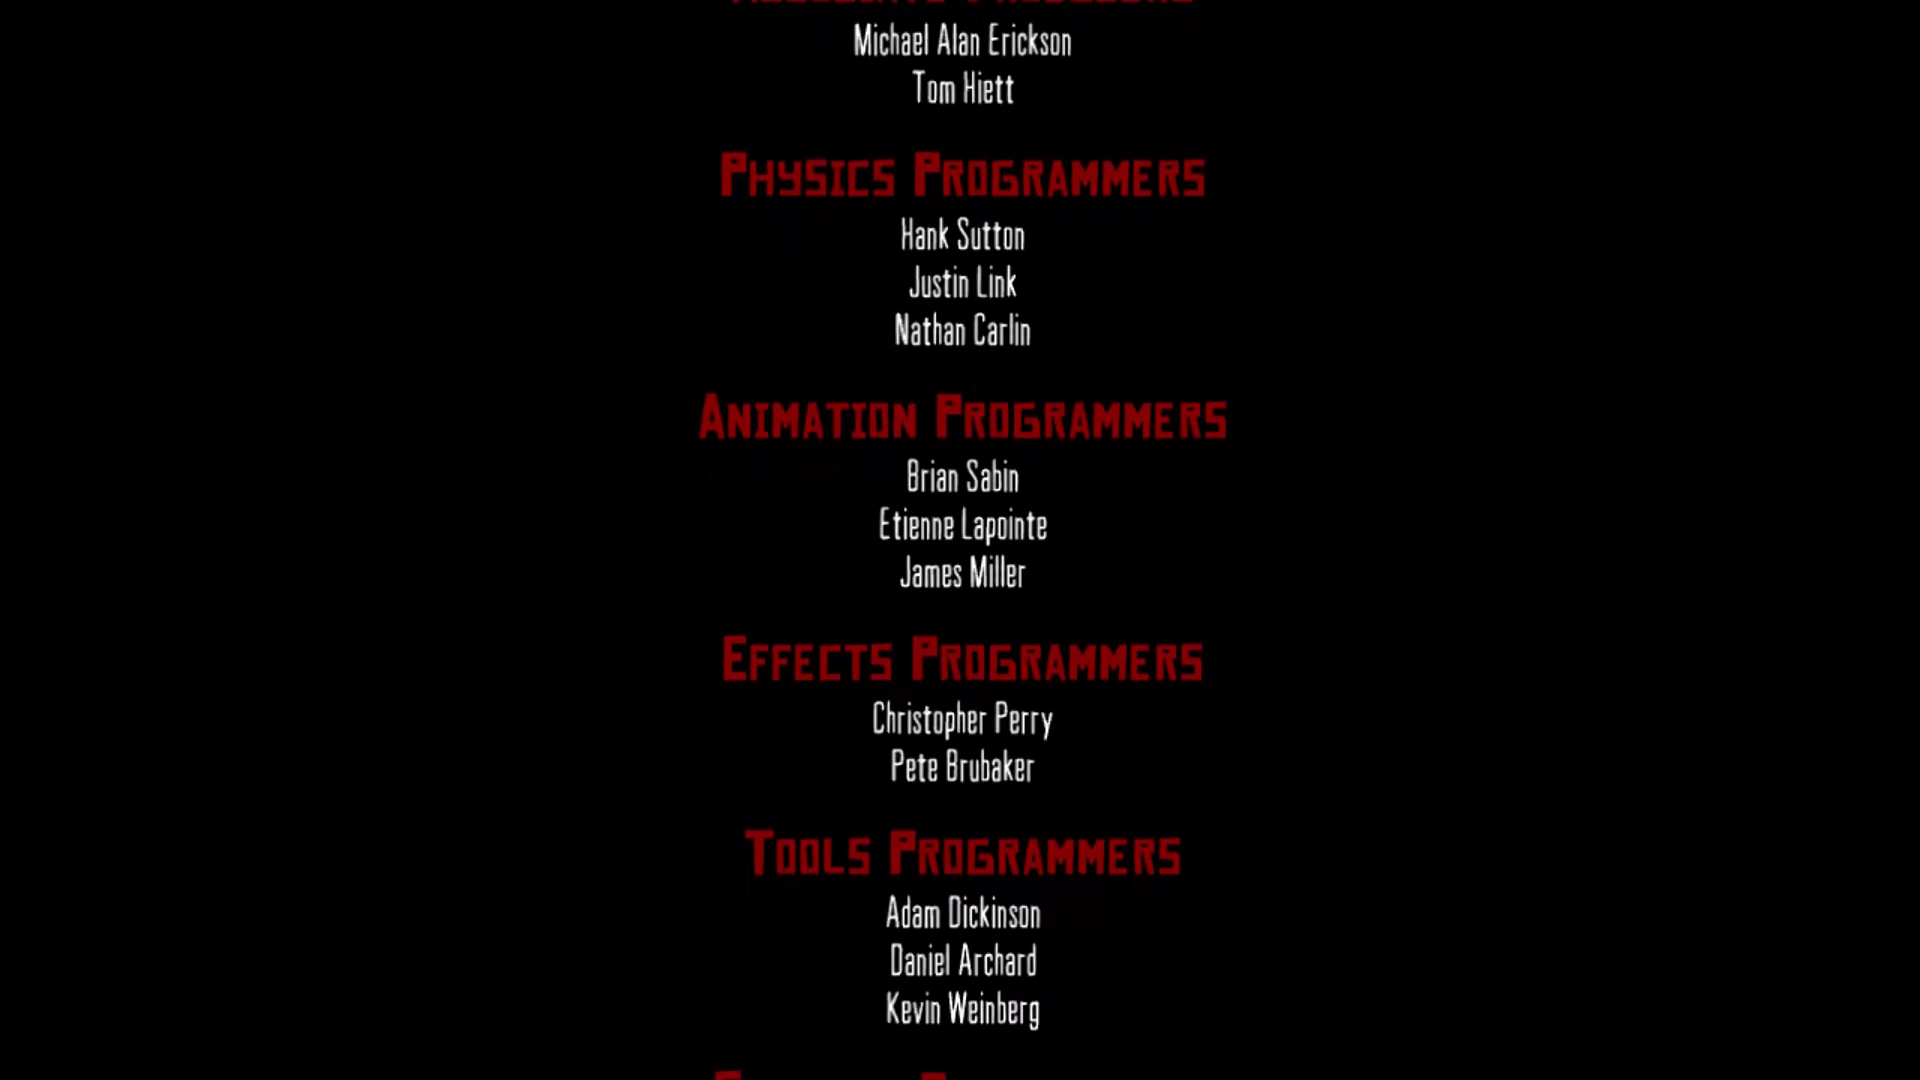 Michael Alan Erickson
Tom Hiett
Physics Programmers
Hank Sutton
Justin Link
Nathan Carlin
Animation Programmers
Brian Sabin
Etienne Lapointe
James Miller
Effects Programmers
Christopher Perry
Pete Brubaker
Tools Programmers
Adam Dickinson
Daniel Archard
Kevin Weinberg